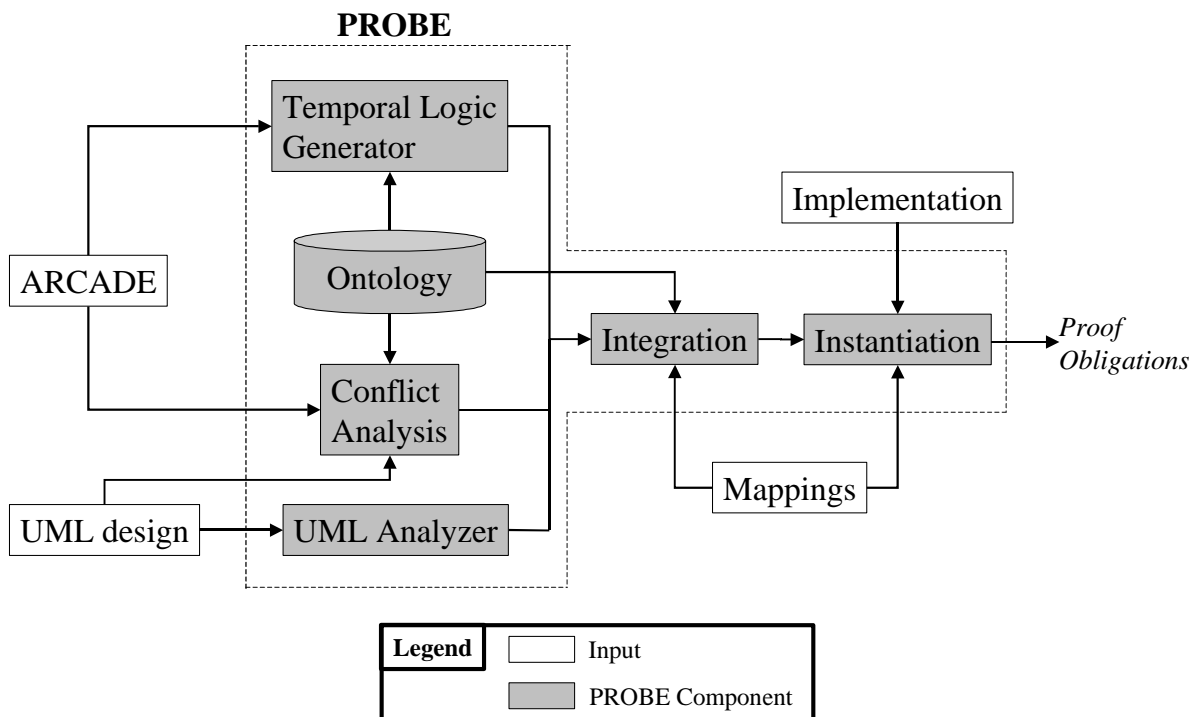 PROBE
Temporal Logic
Generator
Implementation
ARCADE
Ontology
Integration
Instantiation
Proof
Obligations
Conflict
Analysis
Mappings
UML design
UML Analyzer
Legend
Input
PROBE Component